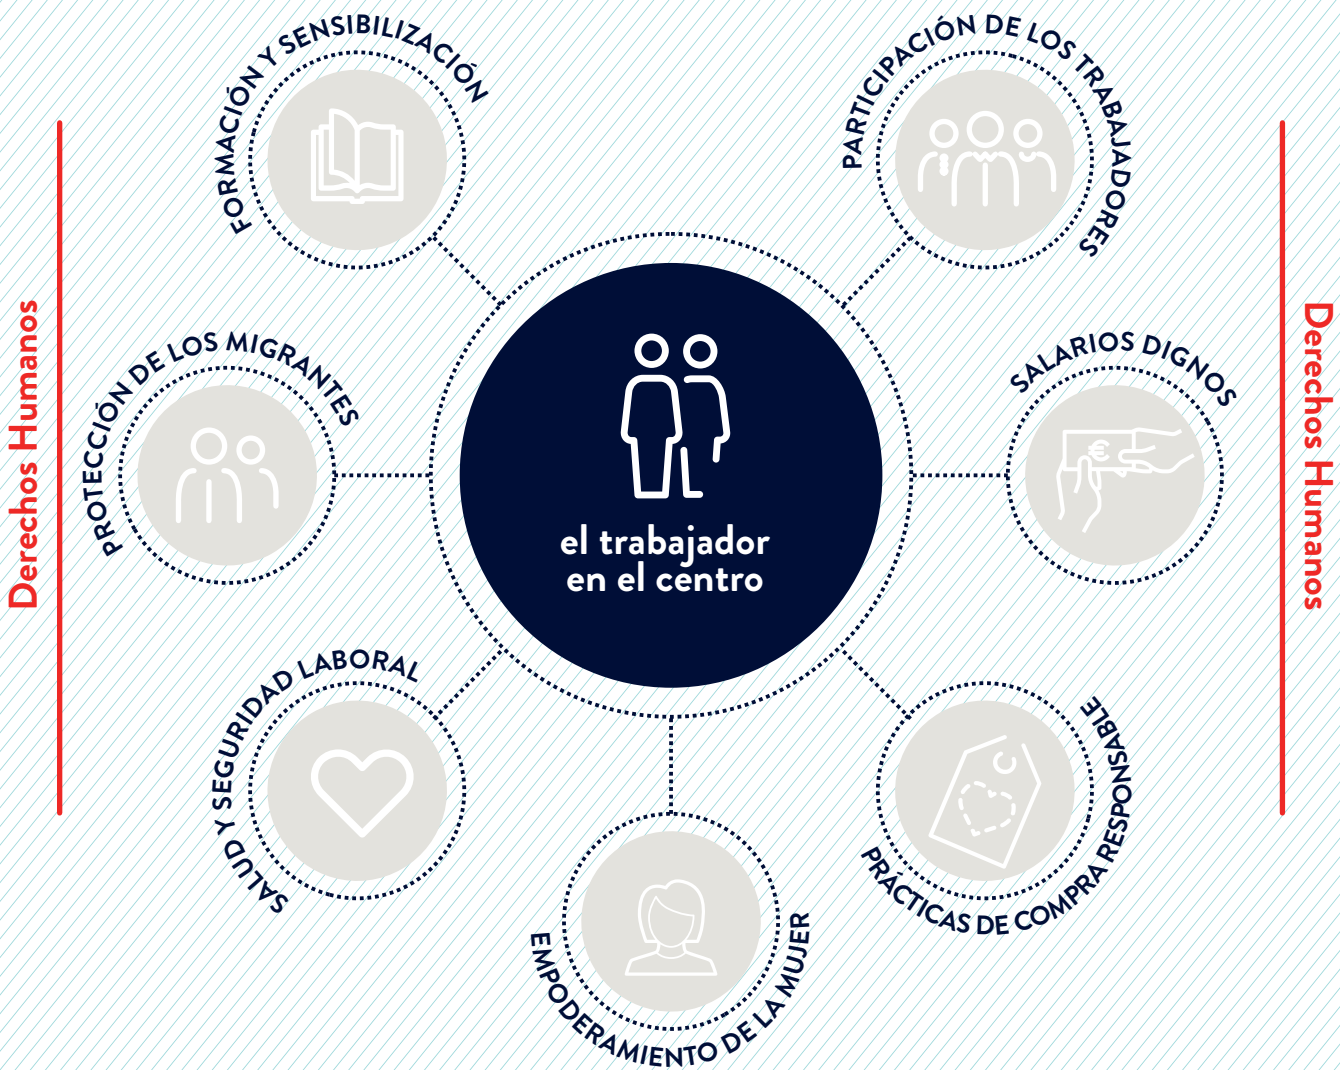 FORMACIÓN Y SENSIBILIZACIÓN
PARTICIPACIÓN DE LOS TRABAJADORES
Derechos Humanos
PROTECCIÓN DE LOS MIGRANTES
el trabajador
en el centro
€
SALARIOS DIGNOS
Derechos Humanos
SALUD Y SEGURIDAD LABORAL
EMPODERAMIENTO DE LA MUJER
PRÁCTICAS DE COMPRA RESPONSABLE